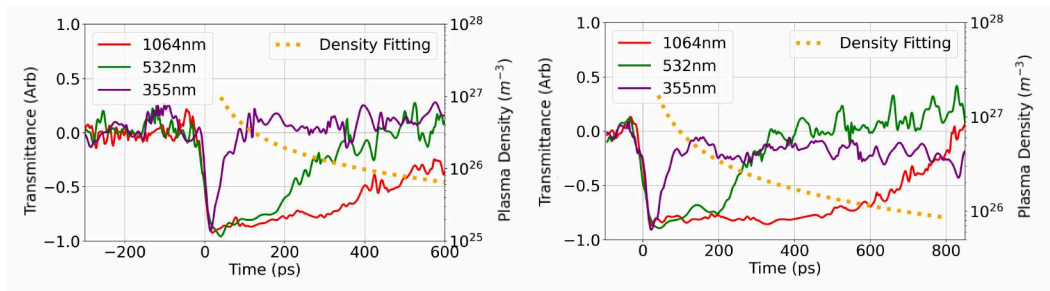 1.0
0.5
0.0
−0.5
−1.0
Transmittance (Arb)
1064nm
532nm
355nm
Density Fitting
10^28
10^27
10^26
10^25
Plasma Density (m^−3)
−200
0
200
400
600
Time (ps)
1.0
0.5
0.0
−0.5
−1.0
Transmittance (Arb)
1064nm
532nm
355nm
Density Fitting
10^28
10^27
10^26
Plasma Density (m^−3)
0
200
400
600
800
Time (ps)